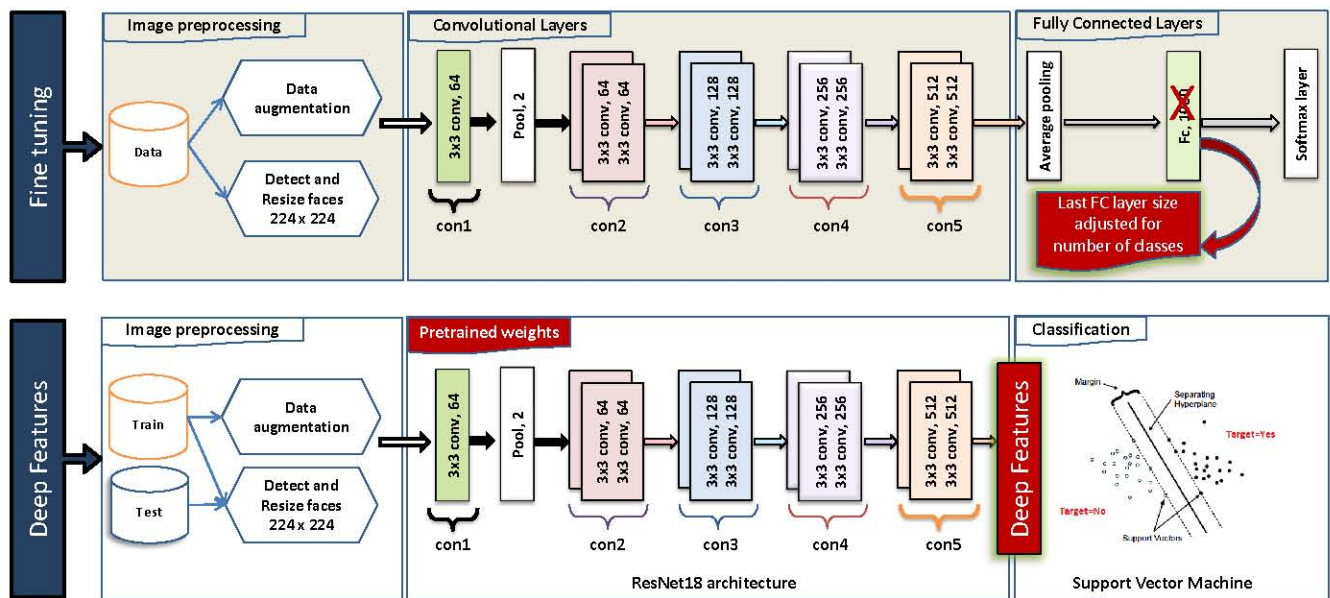 Fine tuning
Image preprocessing
Data
Data
augmentation
Detect and
Resize faces
224 x 224
Convolutional Layers
3x3 conv, 64
Pool, 2
3x3 conv, 64
3x3 conv, 64
3x3 conv, 128
3x3 conv, 128
3x3 conv, 256
3x3 conv, 256
3x3 conv, 512
3x3 conv, 512
con1
con2
con3
con4
con5
Fully Connected Layers
Average pooling
Fc, 1000
Softmax layer
Last FC layer size
adjusted for
number of classes
Deep Features
Image preprocessing
Train
Test
Data
augmentation
Detect and
Resize faces
224 x 224
Pretrained weights
3x3 conv, 64
Pool, 2
3x3 conv, 64
3x3 conv, 64
3x3 conv, 128
3x3 conv, 128
3x3 conv, 256
3x3 conv, 256
3x3 conv, 512
3x3 conv, 512
con1
con2
con3
con4
con5
ResNet18 architecture
Deep Features
Classification
Margin
Separating
Hyperplane
Target=Yes
Target=No
Support Vectors
Support Vector Machine